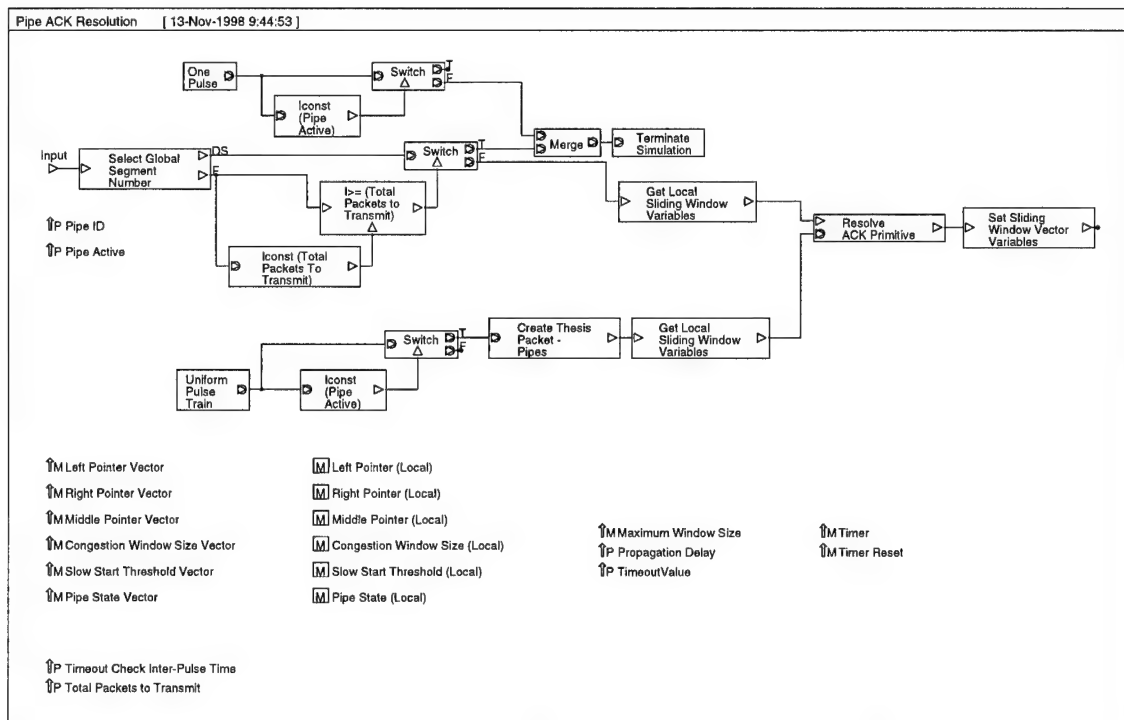 Pipe ACK Resolution [ 13-Nov-1998 9:44:53 ]
One
Pulse
Switch
T
F
Iconst
(Pipe
Active)
Input
Select Global
Segment
Number
DS
F
Switch
T
F
Merge
Terminate
Simulation
I>= (Total
Packets to
Transmit)
Get Local
Sliding Window
Variables
Resolve
ACK Primitive
Set Sliding
Window Vector
Variables
⇑P Pipe ID
⇑P Pipe Active
Iconst (Total
Packets To
Transmit)
Switch
T
F
Create Thesis
Packet -
Pipes
Get Local
Sliding Window
Variables
Uniform
Pulse
Train
Iconst
(Pipe
Active)
⇑M Left Pointer Vector
⇑M Right Pointer Vector
⇑M Middle Pointer Vector
⇑M Congestion Window Size Vector
⇑M Slow Start Threshold Vector
⇑M Pipe State Vector
M Left Pointer (Local)
M Right Pointer (Local)
M Middle Pointer (Local)
M Congestion Window Size (Local)
M Slow Start Threshold (Local)
M Pipe State (Local)
⇑M Maximum Window Size
⇑P Propagation Delay
⇑P TimeoutValue
⇑M Timer
⇑M Timer Reset
⇑P Timeout Check Inter-Pulse Time
⇑P Total Packets to Transmit